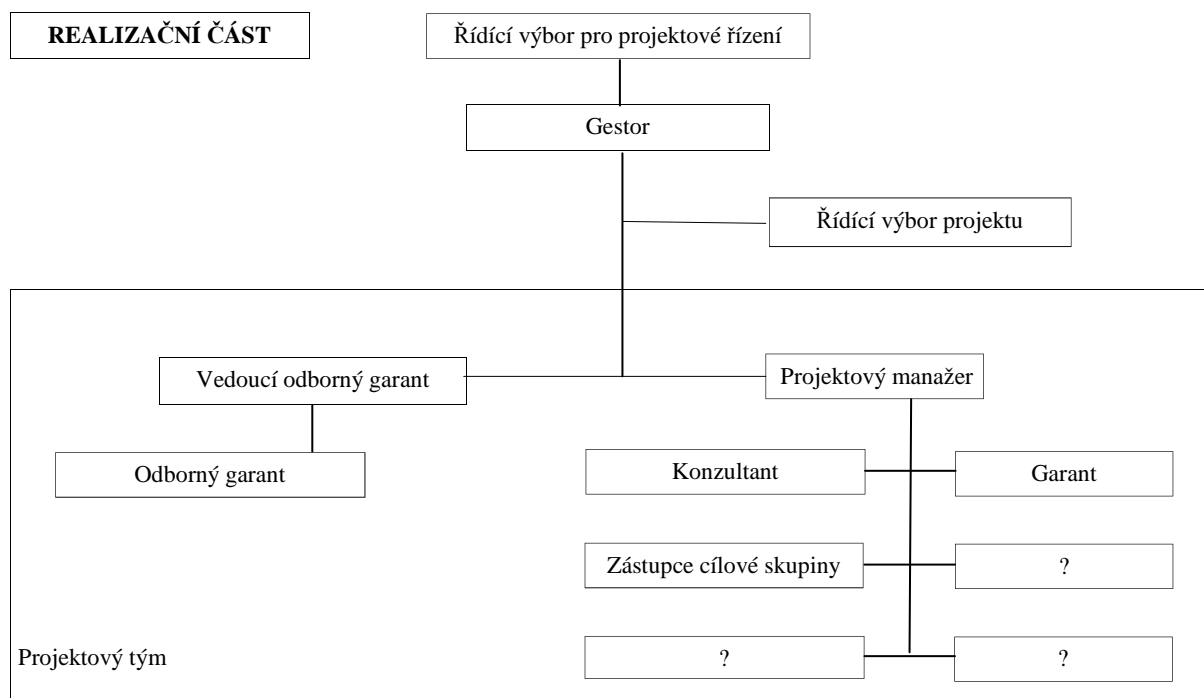 REALIZAČNÍ ČÁST
Řídící výbor pro projektové řízení
Gestor
Řídící výbor projektu
Vedoucí odborný garant
Projektový manažer
Odborný garant
Konzultant
Garant
Zástupce cílové skupiny
?
Projektový tým
?
?